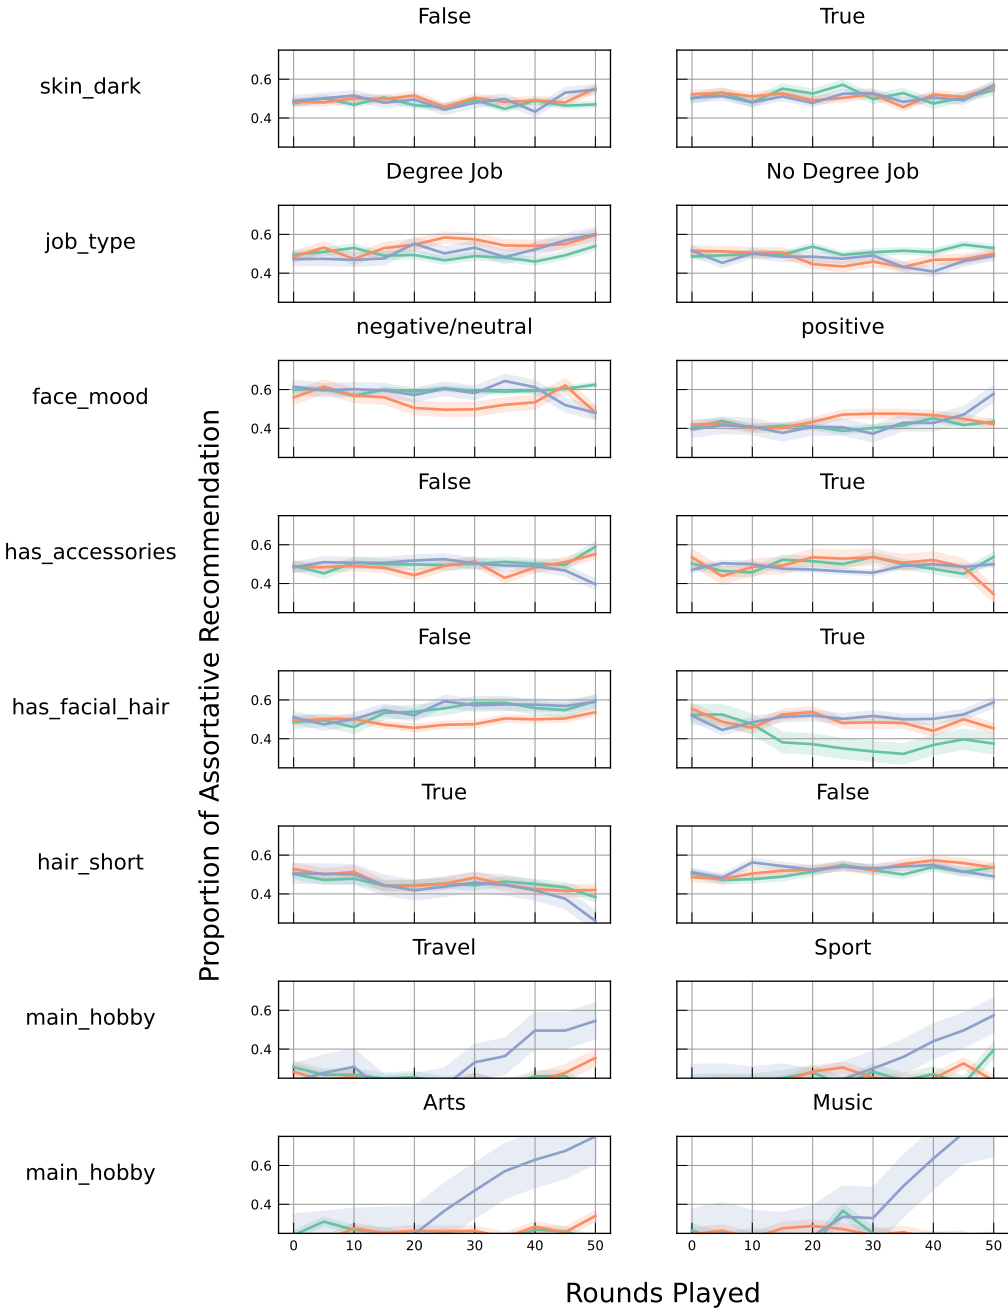 False True
skin_dark
0.6
0.4
Degree Job No Degree Job
job_type
0.6
0.4
negative/neutral positive
face_mood
0.6
0.4
False True
has_accessories
0.6
0.4
False True
has_facial_hair
0.6
0.4
True False
hair_short
0.6
0.4
Travel Sport
main_hobby
0.6
0.4
Arts Music
main_hobby
0.6
0.4
0 10 20 30 40 50 0 10 20 30 40 50
Proportion of Assortative Recommendation
Rounds Played